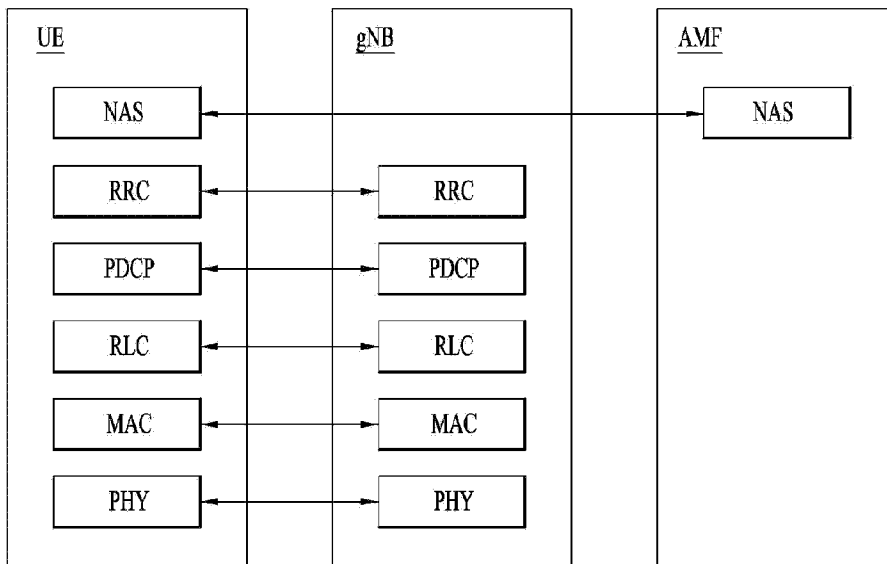 UE
gNB
AMF
NAS
NAS
RRC
RRC
PDCP
PDCP
RLC
RLC
MAC
MAC
PHY
PHY